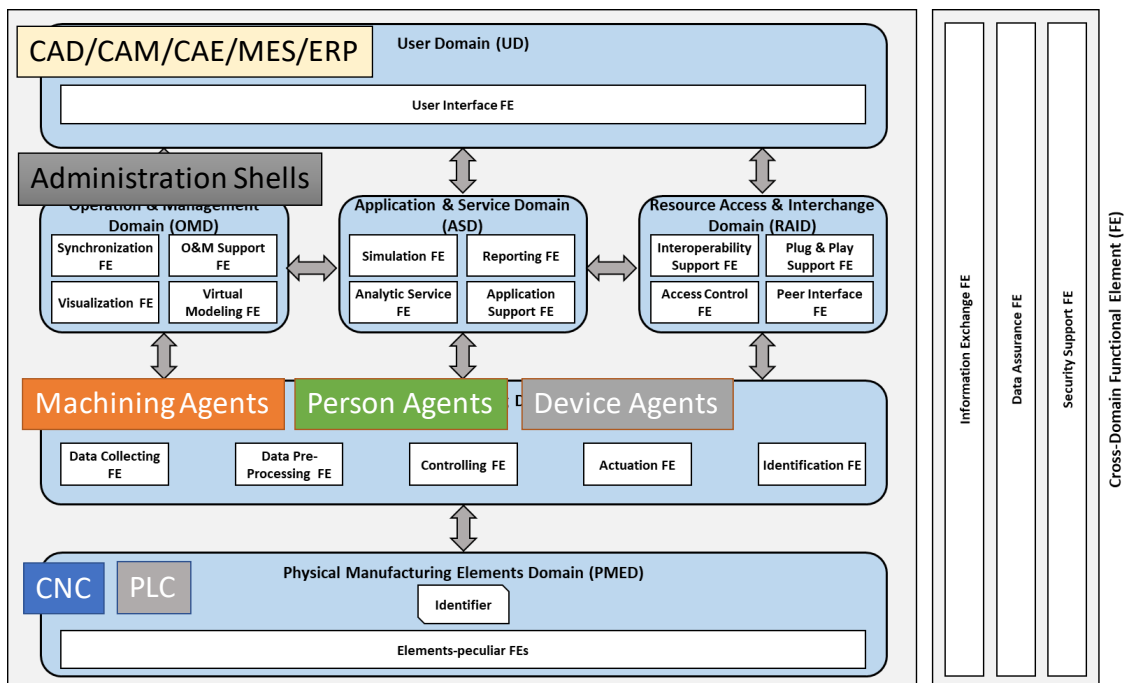 CAD/CAM/CAE/MES/ERP
User Domain (UD)
User Interface FE
Administration Shells
Operation & Management
Domain (OMD)
Synchronization
FE
O&M Support
FE
Visualization FE
Virtual
Modeling FE
Application & Service Domain
(ASD)
Simulation FE
Reporting FE
Analytic Service
FE
Application
Support FE
Resource Access & Interchange
Domain (RAID)
Interoperability
Support FE
Plug & Play
Support FE
Access Control
FE
Peer Interface
FE
Machining Agents
Person Agents
Device Agents
Data Collecting
FE
Data Pre-
Processing FE
Controlling FE
Actuation FE
Identification FE
CNC
PLC
Physical Manufacturing Elements Domain (PMED)
Identifier
Elements-peculiar FEs
Information Exchange FE
Data Assurance FE
Security Support FE
Cross-Domain Functional Element (FE)